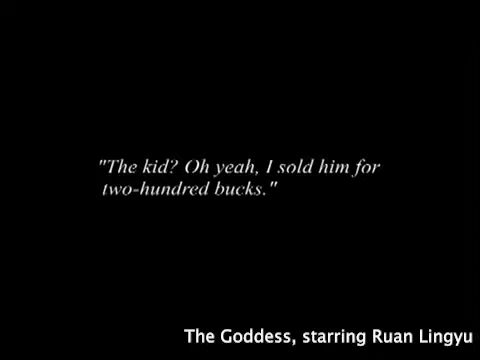 "The kid? Oh yeah, I sold him for
two-hundred bucks."
The Goddess, starring Ruan Lingyu